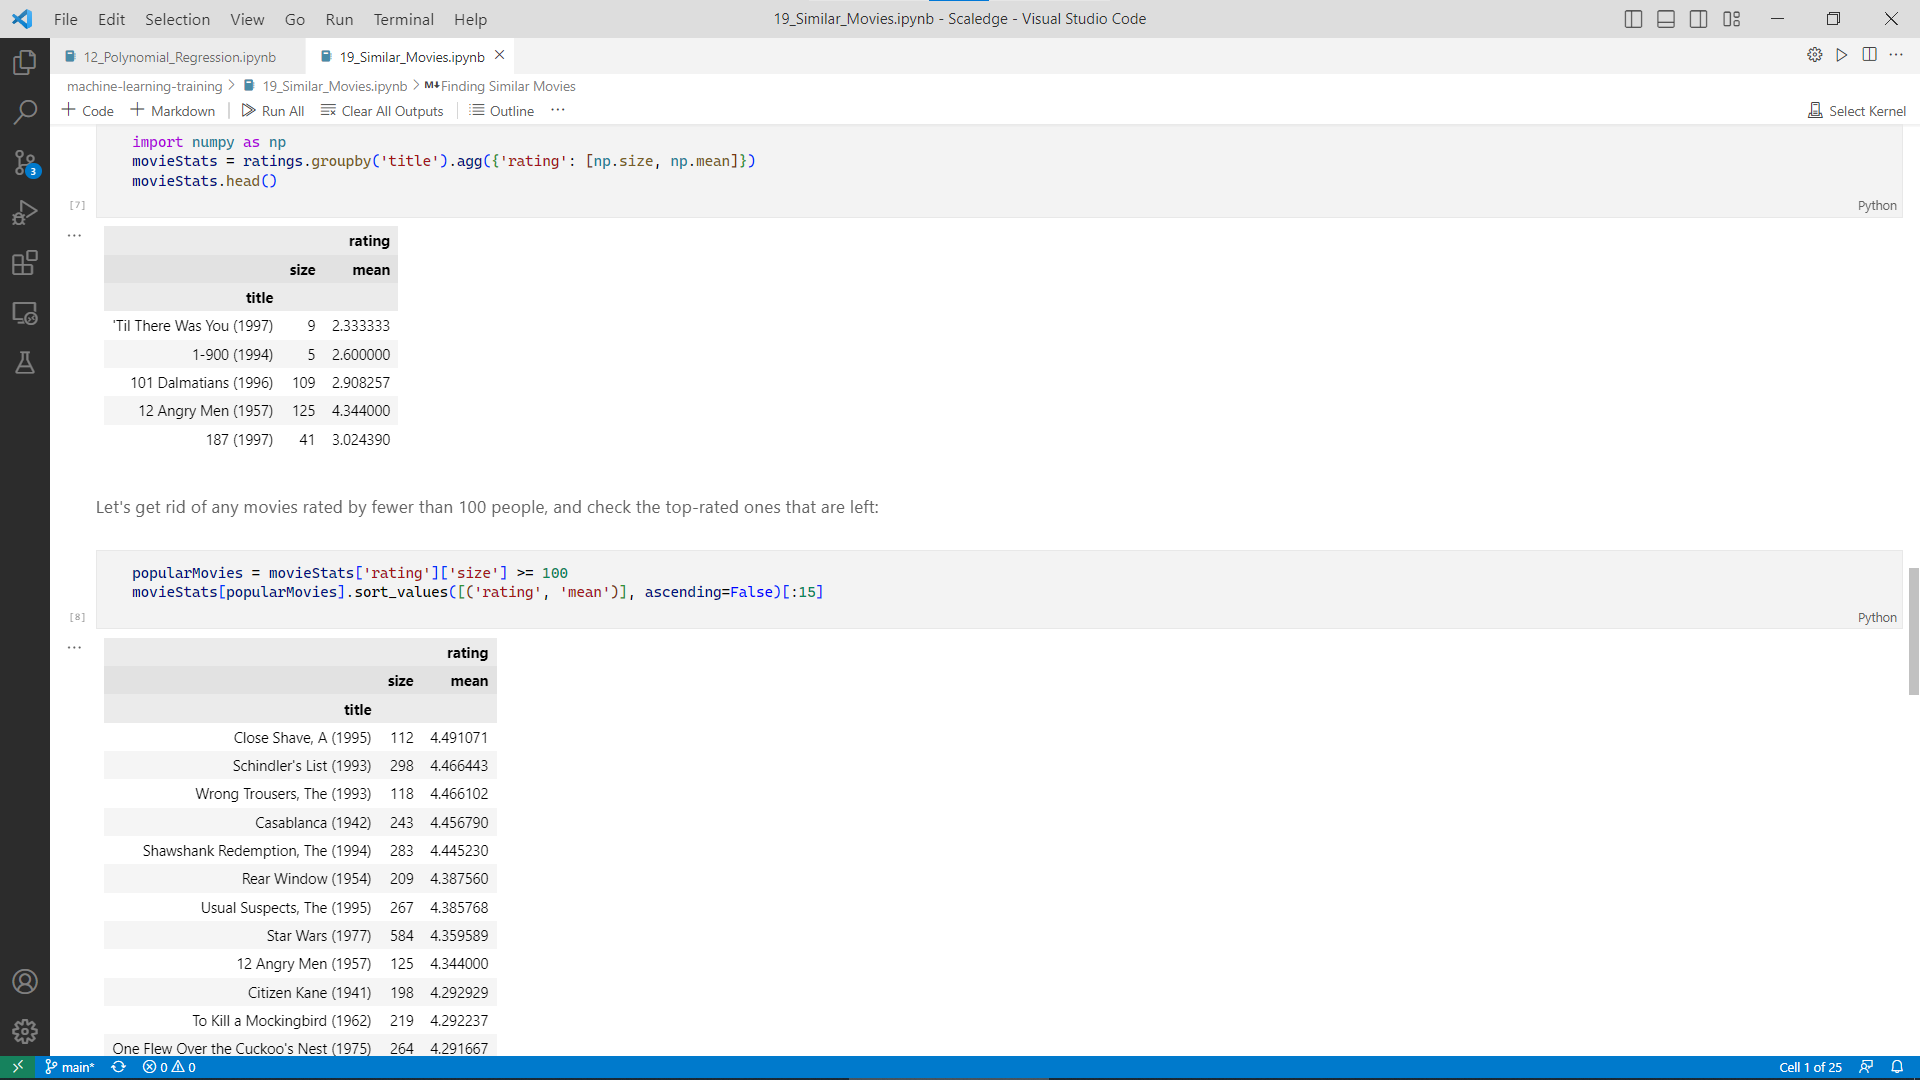 File Edit Selection View Go Run Terminal Help
19_Similar_Movies.ipynb - Scaledge - Visual Studio Code
12_Polynomial_Regression.ipynb
19_Similar_Movies.ipynb
machine-learning-training > 19_Similar_Movies.ipynb > M↓Finding Similar Movies
+ Code + Markdown | Run All Clear All Outputs | Outline ...
Select Kernel
import numpy as np
movieStats = ratings.groupby('title').agg({'rating': [np.size, np.mean]})
movieStats.head()
[7]
Python
3
...
rating
size mean
title
'Til There Was You (1997) 9 2.333333
1-900 (1994) 5 2.600000
101 Dalmatians (1996) 109 2.908257
12 Angry Men (1957) 125 4.344000
187 (1997) 41 3.024390
Let's get rid of any movies rated by fewer than 100 people, and check the top-rated ones that are left:
popularMovies = movieStats['rating']['size'] >= 100
movieStats[popularMovies].sort_values([('rating', 'mean')], ascending=False)[:15]
[8]
Python
...
rating
size mean
title
Close Shave, A (1995) 112 4.491071
Schindler's List (1993) 298 4.466443
Wrong Trousers, The (1993) 118 4.466102
Casablanca (1942) 243 4.456790
Shawshank Redemption, The (1994) 283 4.445230
Rear Window (1954) 209 4.387560
Usual Suspects, The (1995) 267 4.385768
Star Wars (1977) 584 4.359589
12 Angry Men (1957) 125 4.344000
Citizen Kane (1941) 198 4.292929
To Kill a Mockingbird (1962) 219 4.292237
One Flew Over the Cuckoo's Nest (1975) 264 4.291667
main* 0 0
Cell 1 of 25